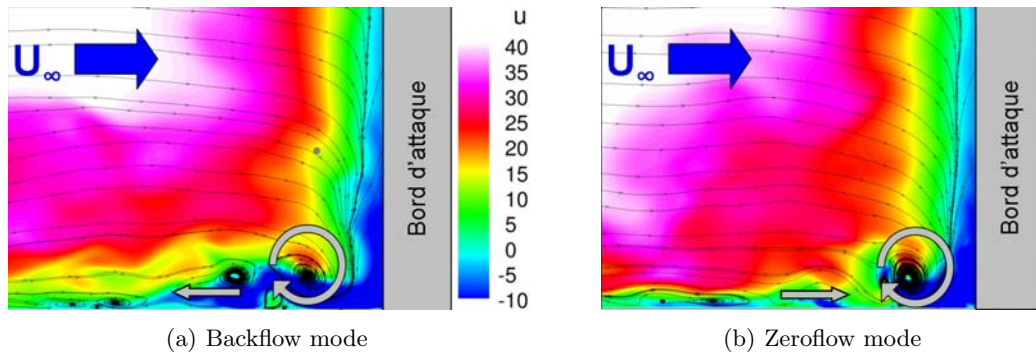 U∞
Bord d'attaque
u
40
35
30
25
20
15
10
5
0
-5
-10
U∞
Bord d'attaque
(a) Backflow mode
(b) Zeroflow mode